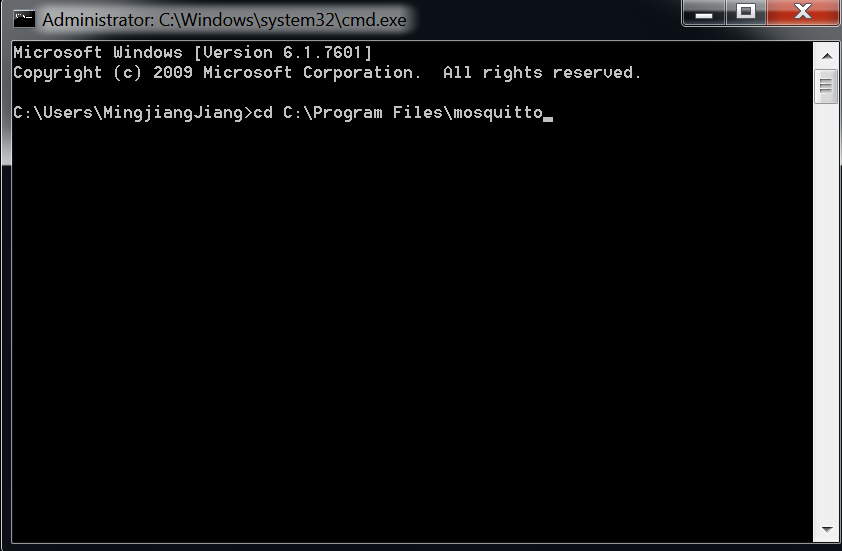 Administrator: C:\Windows\system32\cmd.exe
Microsoft Windows [Version 6.1.7601]
Copyright (c) 2009 Microsoft Corporation.  All rights reserved.
C:\Users\MingjiangJiang>cd C:\Program Files\mosquitto